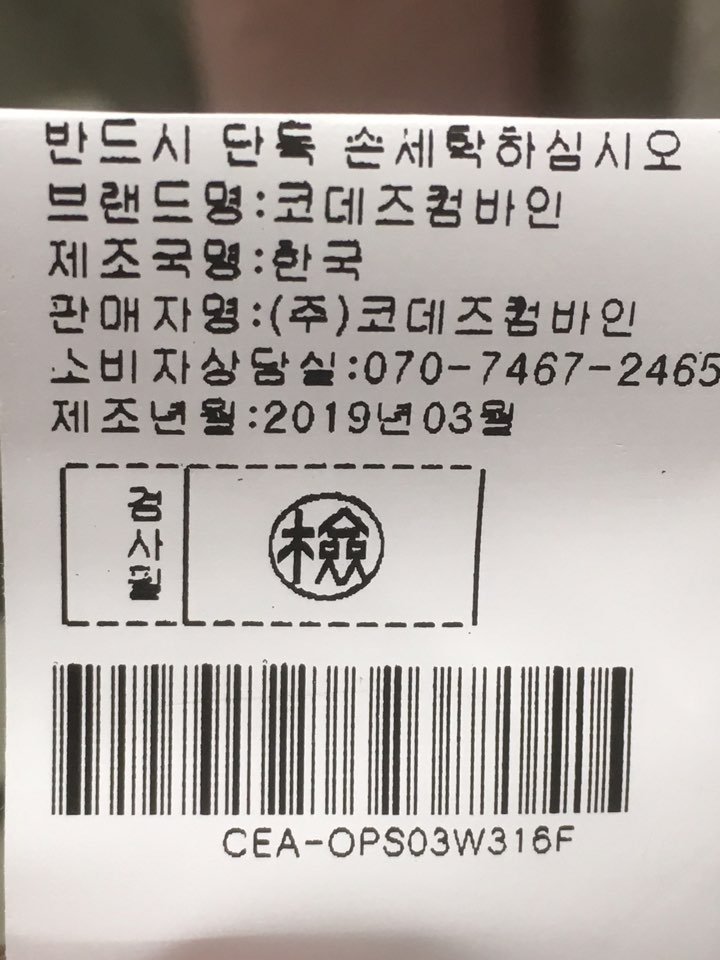 반드시 단독 손세탁하십시오
브랜드명:코데즈컴바인
제조국명:한국
판매자명:(주)코데즈컴바인
소비자상담실:070-7467-2465
제조년월:2019년03월
검사필
檢
CEA-OPS03W316F